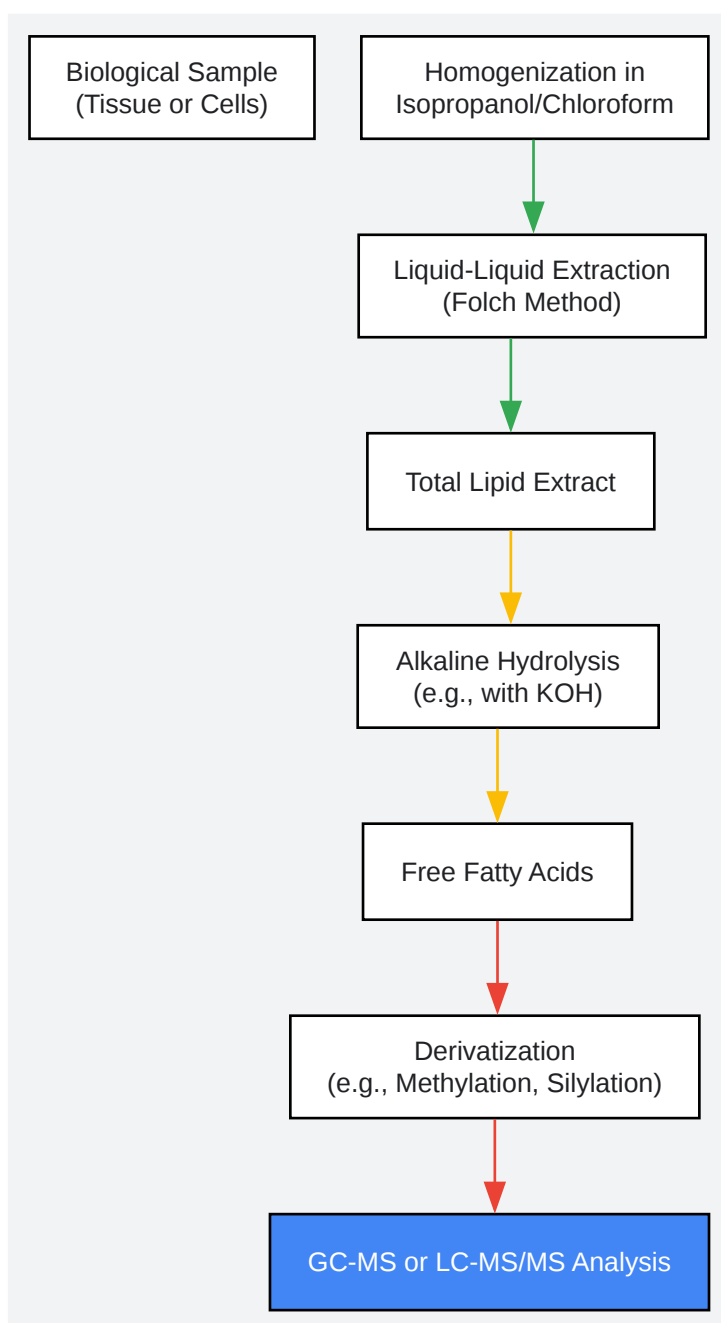 Biological Sample
(Tissue or Cells)
Homogenization in
Isopropanol/Chloroform
Liquid-Liquid Extraction
(Folch Method)
Total Lipid Extract
Alkaline Hydrolysis
(e.g., with KOH)
Free Fatty Acids
Derivatization
(e.g., Methylation, Silylation)
GC-MS or LC-MS/MS Analysis